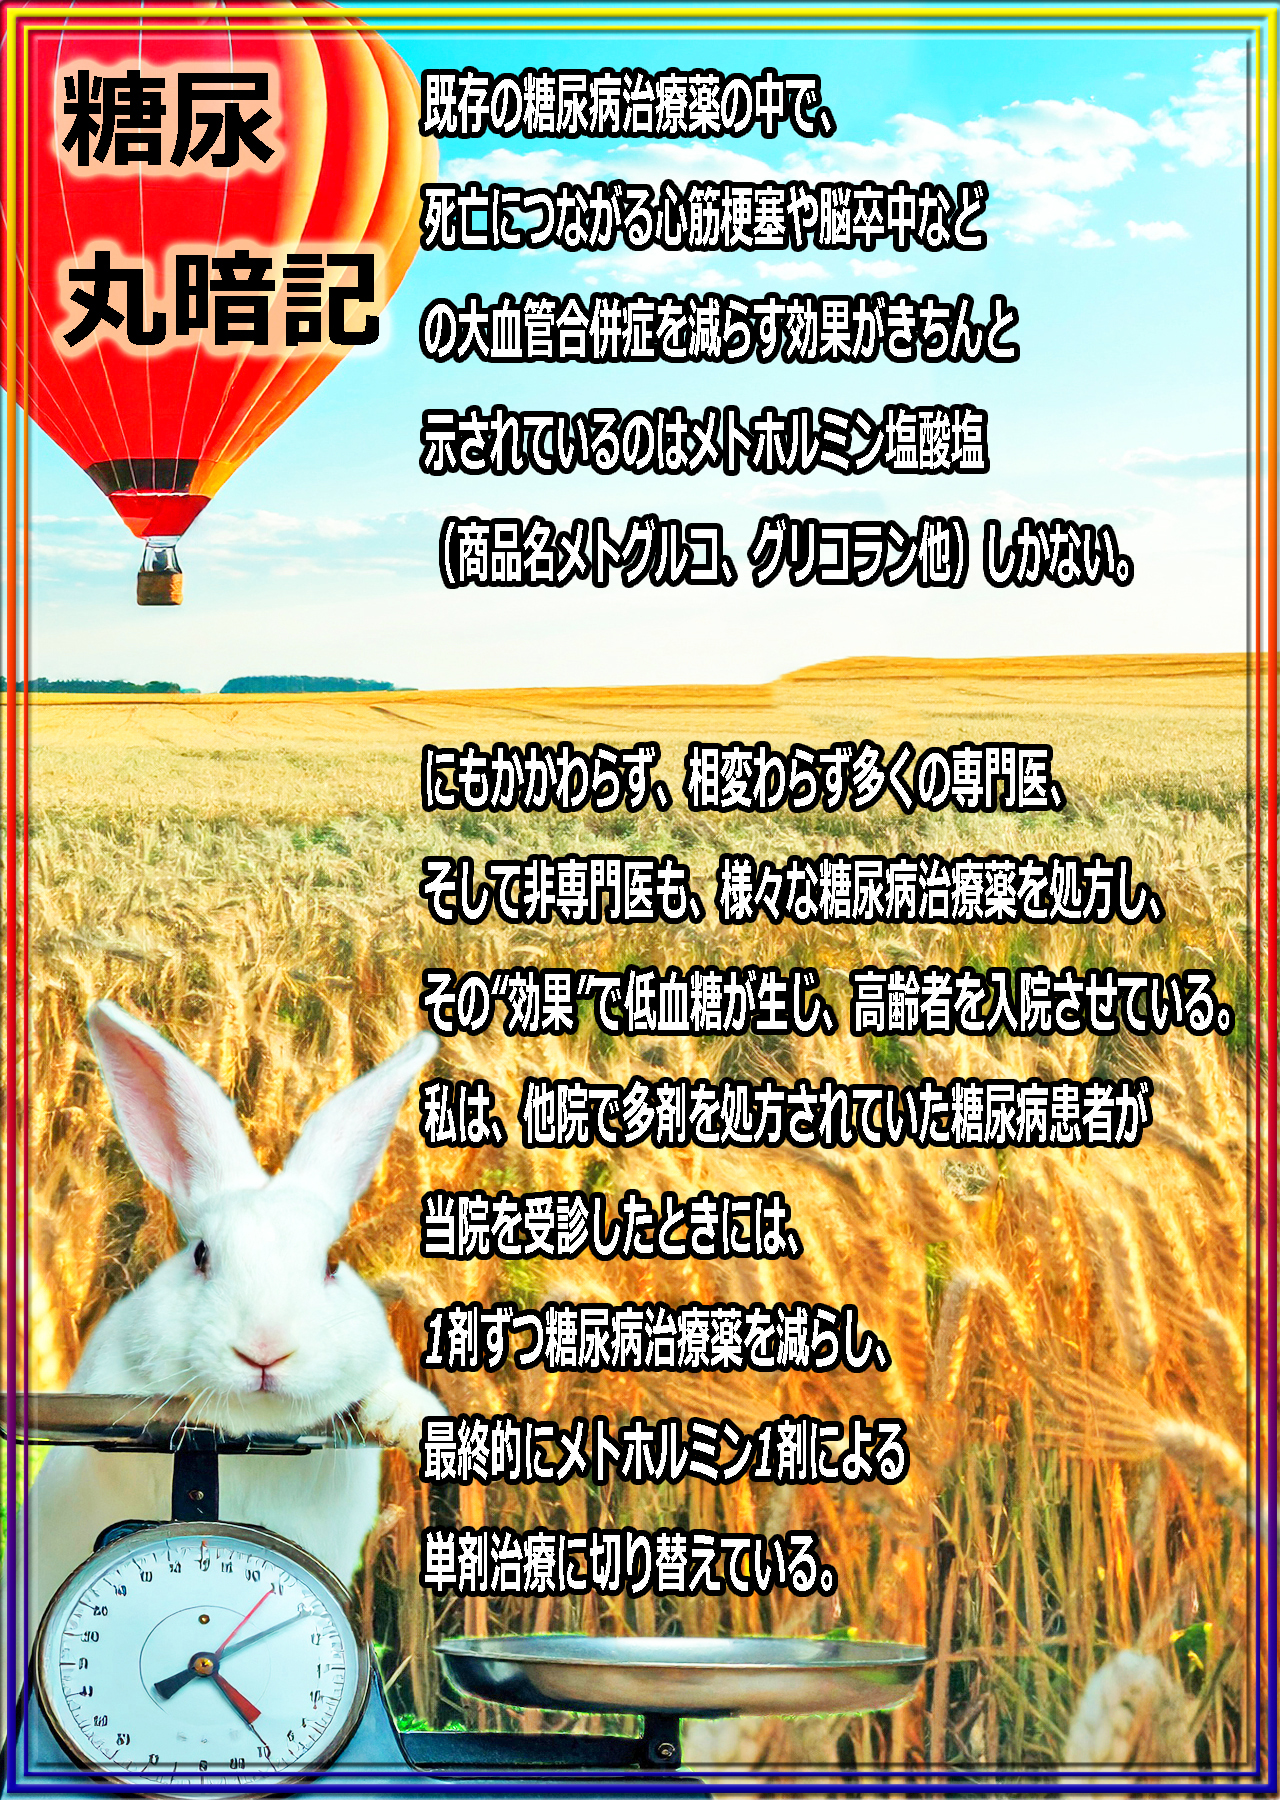 糖尿
丸暗記
既存の糖尿病治療薬の中で、
死亡につながる心筋梗塞や脳卒中など
の大血管合併症を減らす効果がきちんと
示されているのはメトホルミン塩酸塩
（商品名メトグルコ、グリコラン他）しかない。
にもかかわらず、相変わらず多くの専門医、
そして非専門医も、様々な糖尿病治療薬を処方し、
その“効果”で低血糖が生じ、高齢者を入院させている。
私は、他院で多剤を処方されていた糖尿病患者が
当院を受診したときには、
1剤ずつ糖尿病治療薬を減らし、
最終的にメトホルミン1剤による
単剤治療に切り替えている。